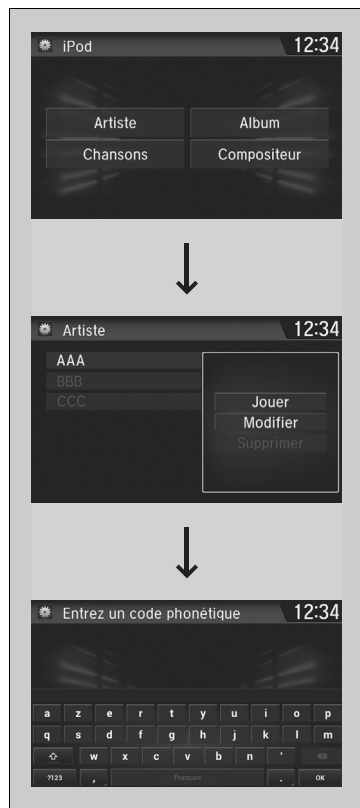 iPod 12:34
Artiste Album
Chansons Compositeur
Artiste 12:34
AAA
BBB
CCC
Jouer
Modifier
Supprimer
Entrez un code phonétique 12:34
a z e r t y u i o p
q s d f g h j k l m
w x c v b n '
?123 , Français . OK